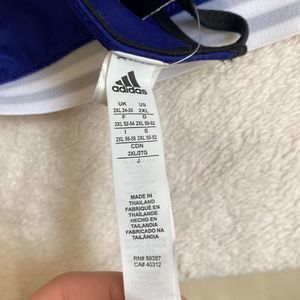 adidas
UK US
2XL 24-26 2XL
F D
2XL 52-54 2XL 50-52
I E
2XL 56-58 2XL 50-52
CDN
2XL/2TG
J
MADE IN
THAILAND
FABRIQUÉ EN
THAÏLANDE
HECHO EN
TAILANDIA
FABRICADO NA
TAILÂNDIA
RN# 88387
CA# 40312